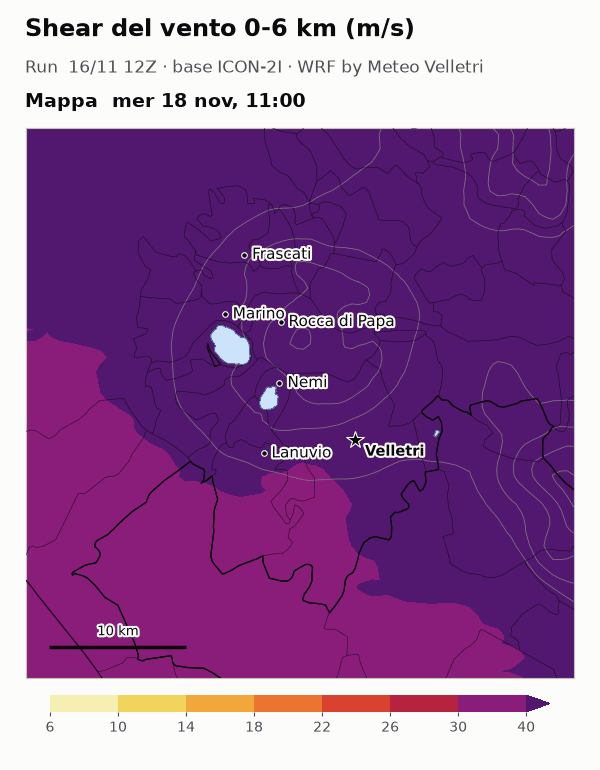 Shear del vento 0-6 km (m/s)
Run  16/11 12Z · base ICON-2I · WRF by Meteo Velletri
Mappa  mer 18 nov, 11:00
Frascati
Marino
Rocca di Papa
Nemi
Velletri
Lanuvio
10 km
6 10 14 18 22 26 30 40